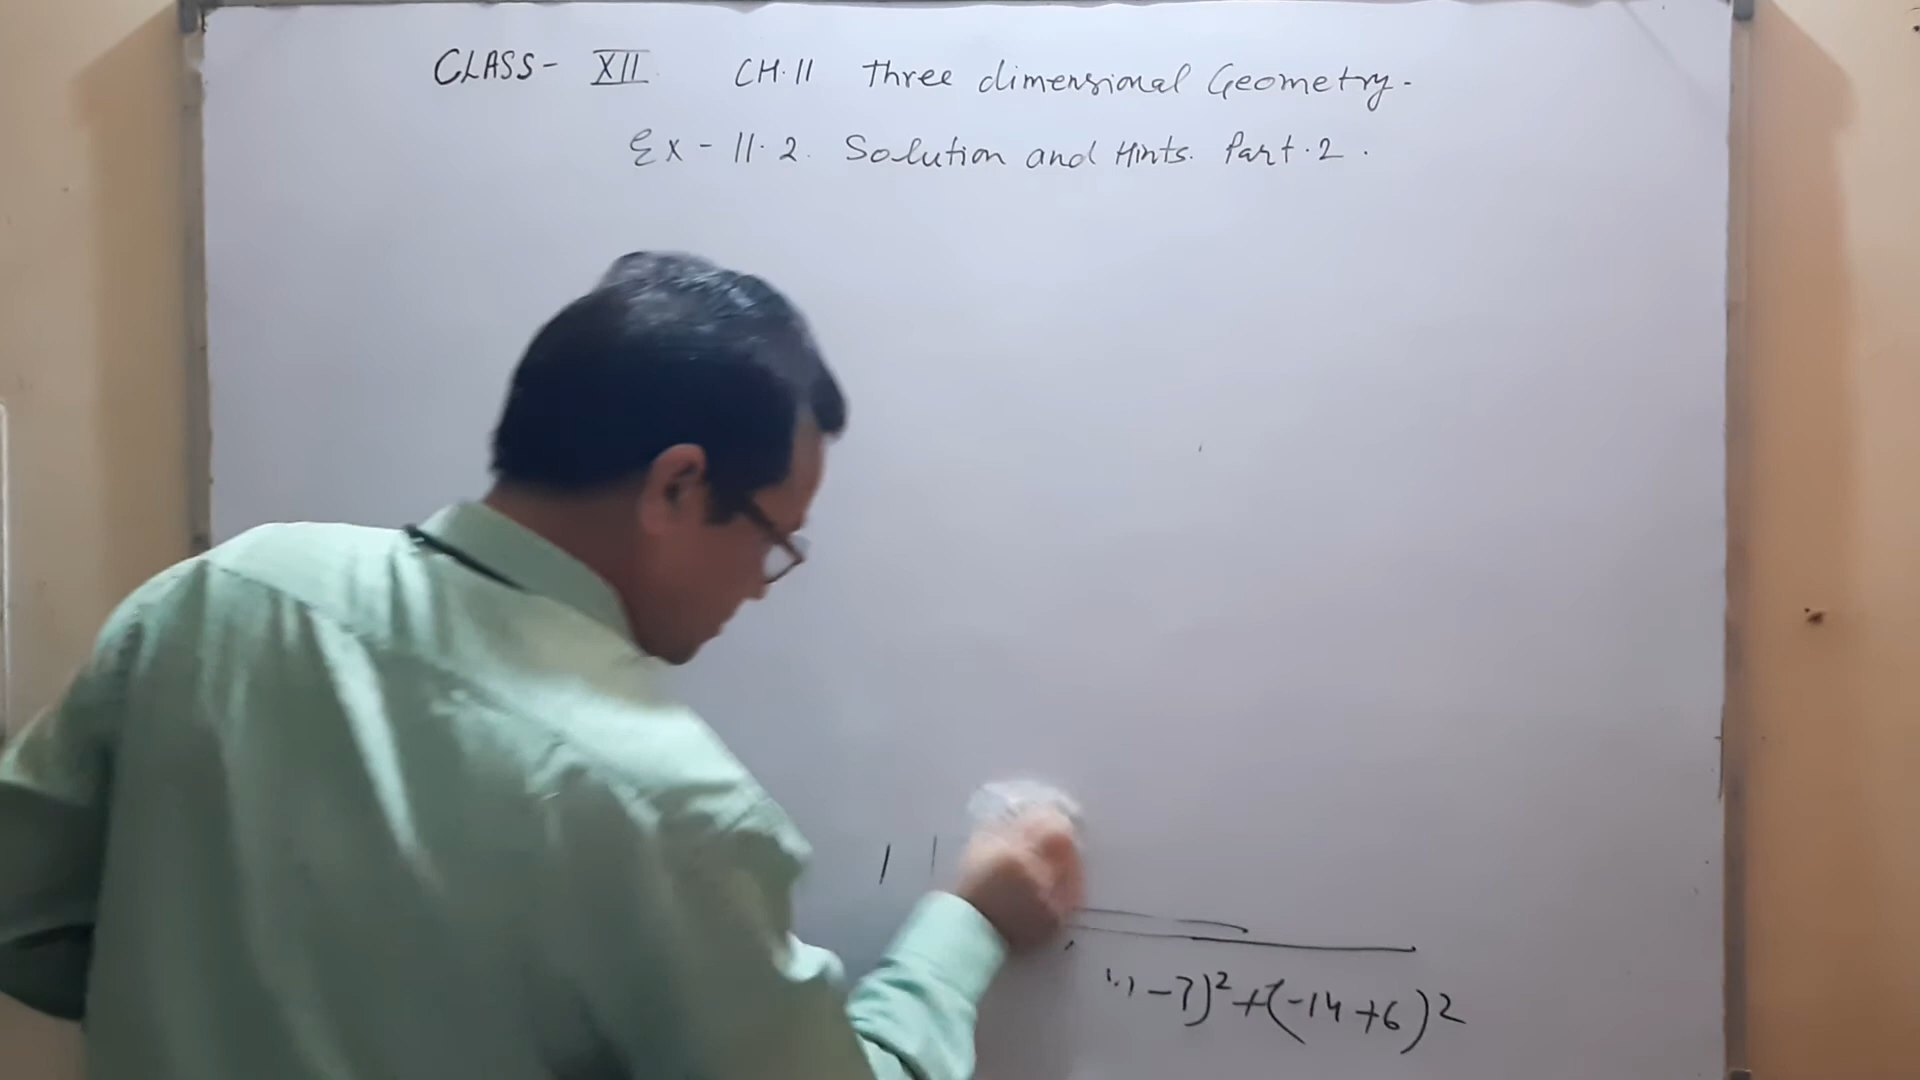 CLASS- XII CH.11 Three dimensional Geometry.
Ex - 11.2. Solution and Hints. Part.2.
-7)²+(-14+6)²